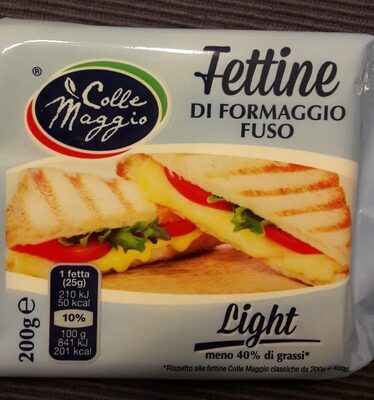 ®
Colle
Maggio
Fettine
DI FORMAGGIO
FUSO
1 fetta
(25g)
210 kJ
50 kcal
10%
100 g
841 kJ
201 kcal
200g e
Light
meno 40% di grassi*
*Rispetto alle fettine Colle Maggio classiche da 200g e 400g.